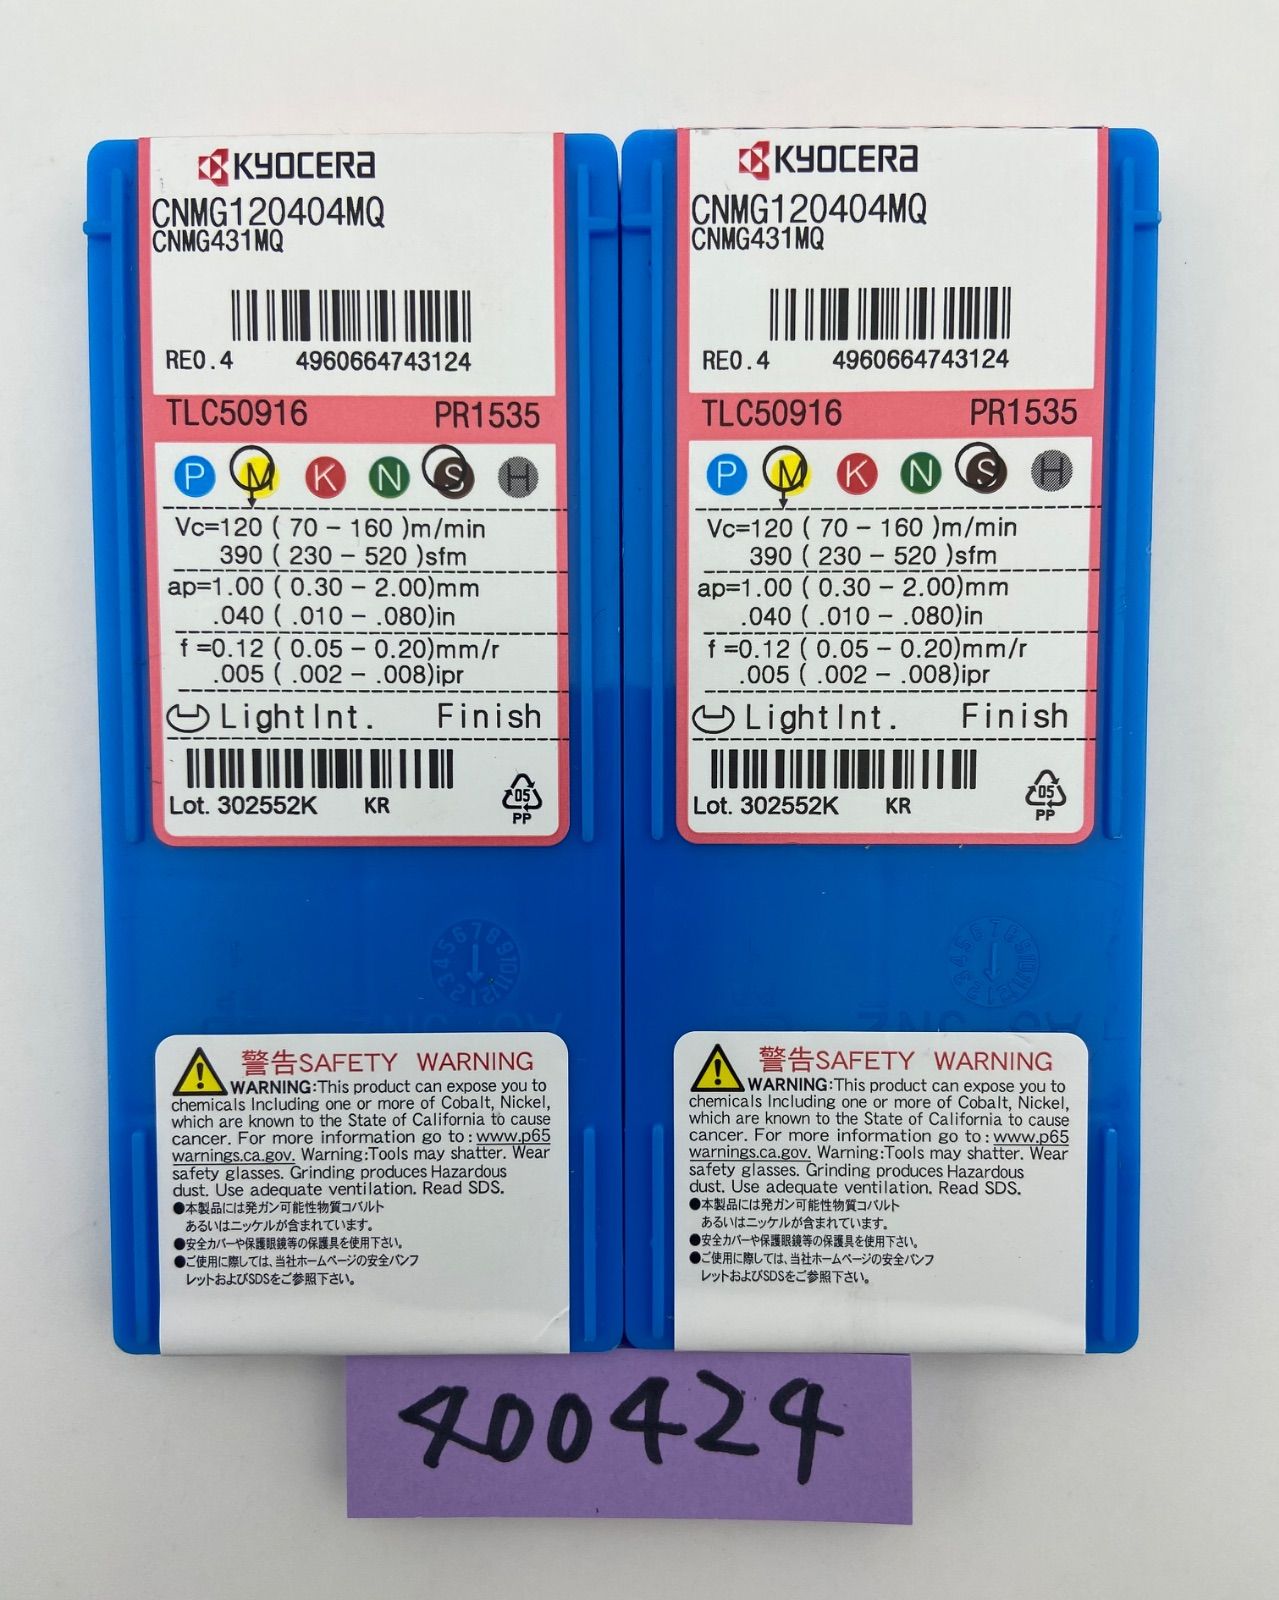 KYOCERA
CNMG120404MQ
CNMG431MQ
RE0.4 4960664743124
TLC50916 PR1535
P M K N S H
Vc=120 ( 70 - 160 )m/min
390 ( 230 - 520 )sfm
ap=1.00 ( 0.30 - 2.00)mm
.040 ( .010 - .080)in
f =0.12 ( 0.05 - 0.20)mm/r
.005 ( .002 - .008)ipr
LightInt. Finish
Lot. 302552K KR
05
PP
警告SAFETY WARNING
WARNING:This product can expose you to
chemicals Including one or more of Cobalt, Nickel,
which are known to the State of California to cause
cancer. For more information go to : www.p65
warnings.ca.gov. Warning:Tools may shatter. Wear
safety glasses. Grinding produces Hazardous
dust. Use adequate ventilation. Read SDS.
●本製品には発ガン可能性物質コバルト
あるいはニッケルが含まれています。
●安全カバーや保護眼鏡等の保護具を使用下さい。
●ご使用に際しては、当社ホームページの安全パンフ
レットおよびSDSをご参照下さい。
KYOCERA
CNMG120404MQ
CNMG431MQ
RE0.4 4960664743124
TLC50916 PR1535
P M K N S H
Vc=120 ( 70 - 160 )m/min
390 ( 230 - 520 )sfm
ap=1.00 ( 0.30 - 2.00)mm
.040 ( .010 - .080)in
f =0.12 ( 0.05 - 0.20)mm/r
.005 ( .002 - .008)ipr
LightInt. Finish
Lot. 302552K KR
05
PP
警告SAFETY WARNING
WARNING:This product can expose you to
chemicals Including one or more of Cobalt, Nickel,
which are known to the State of California to cause
cancer. For more information go to : www.p65
warnings.ca.gov. Warning:Tools may shatter. Wear
safety glasses. Grinding produces Hazardous
dust. Use adequate ventilation. Read SDS.
●本製品には発ガン可能性物質コバルト
あるいはニッケルが含まれています。
●安全カバーや保護眼鏡等の保護具を使用下さい。
●ご使用に際しては、当社ホームページの安全パンフ
レットおよびSDSをご参照下さい。
400424